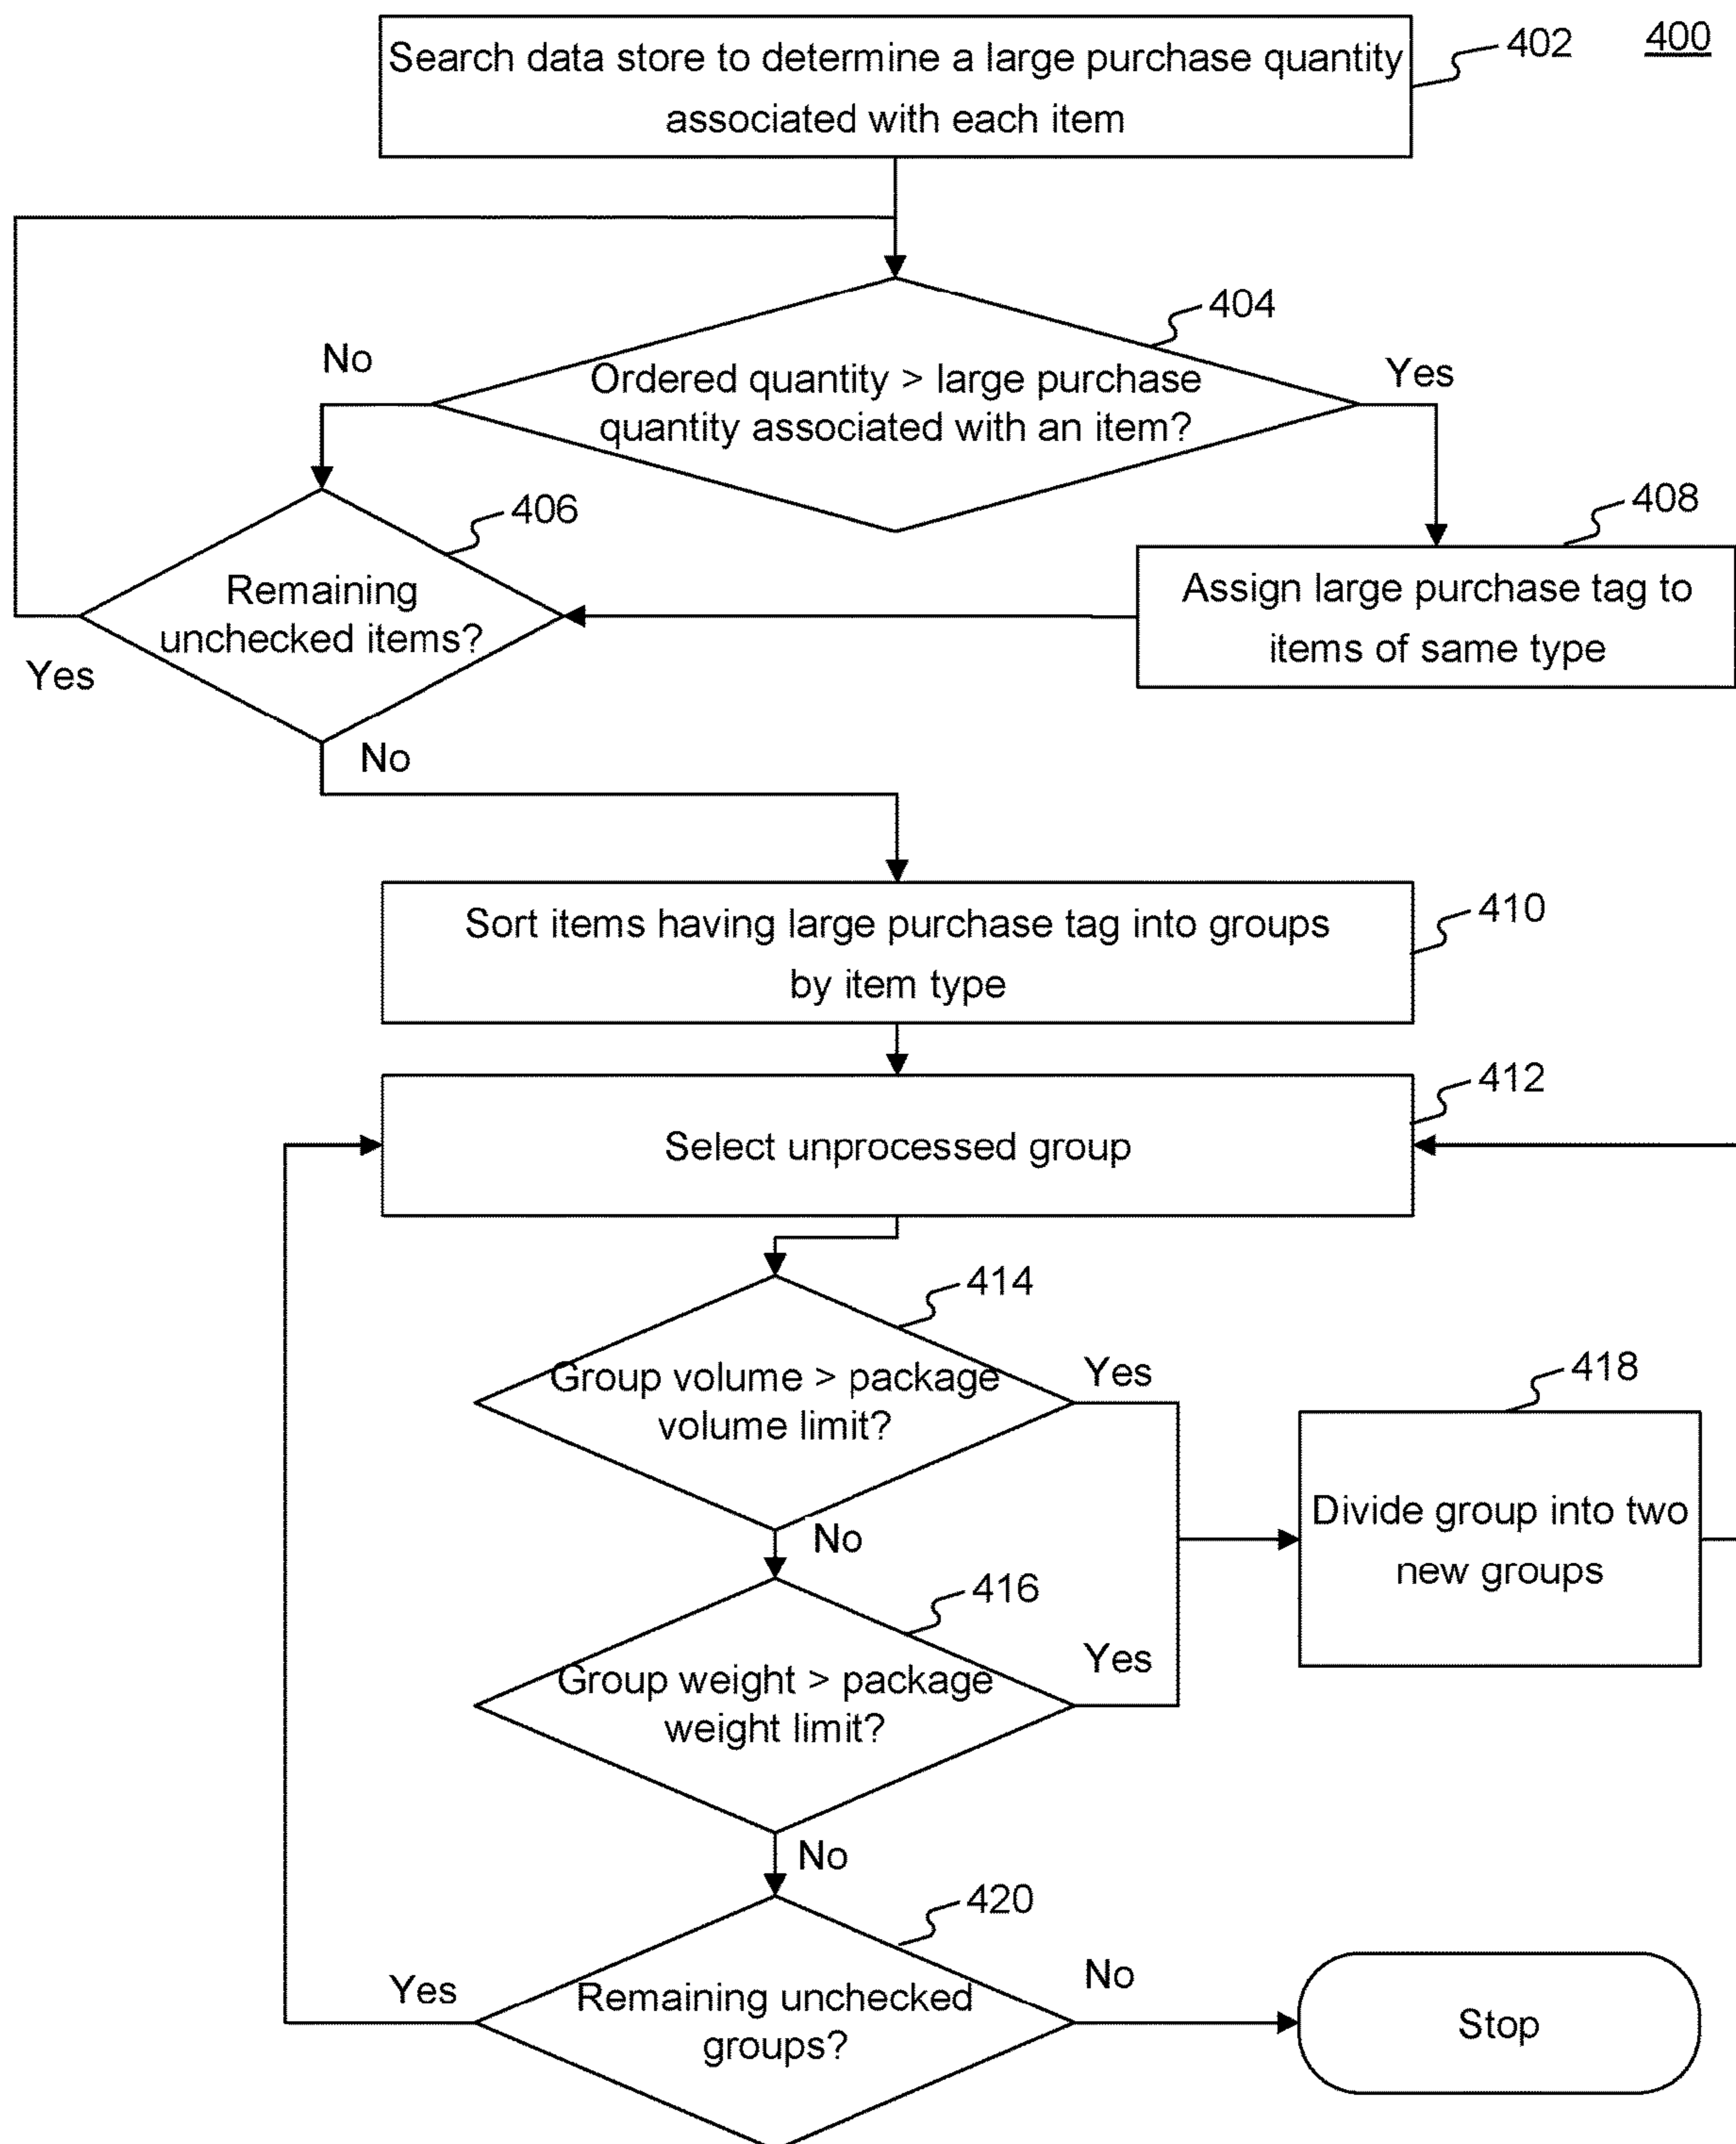 400
Search data store to determine a large purchase quantity
associated with each item
402
404
No
Ordered quantity > large purchase
quantity associated with an item?
Yes
406
408
Remaining
unchecked items?
Assign large purchase tag to
items of same type
Yes
No
Sort items having large purchase tag into groups
by item type
410
412
Select unprocessed group
414
Group volume > package
volume limit?
Yes
418
No
Divide group into two
new groups
416
Group weight > package
weight limit?
Yes
No
420
Yes
Remaining unchecked
groups?
No
Stop